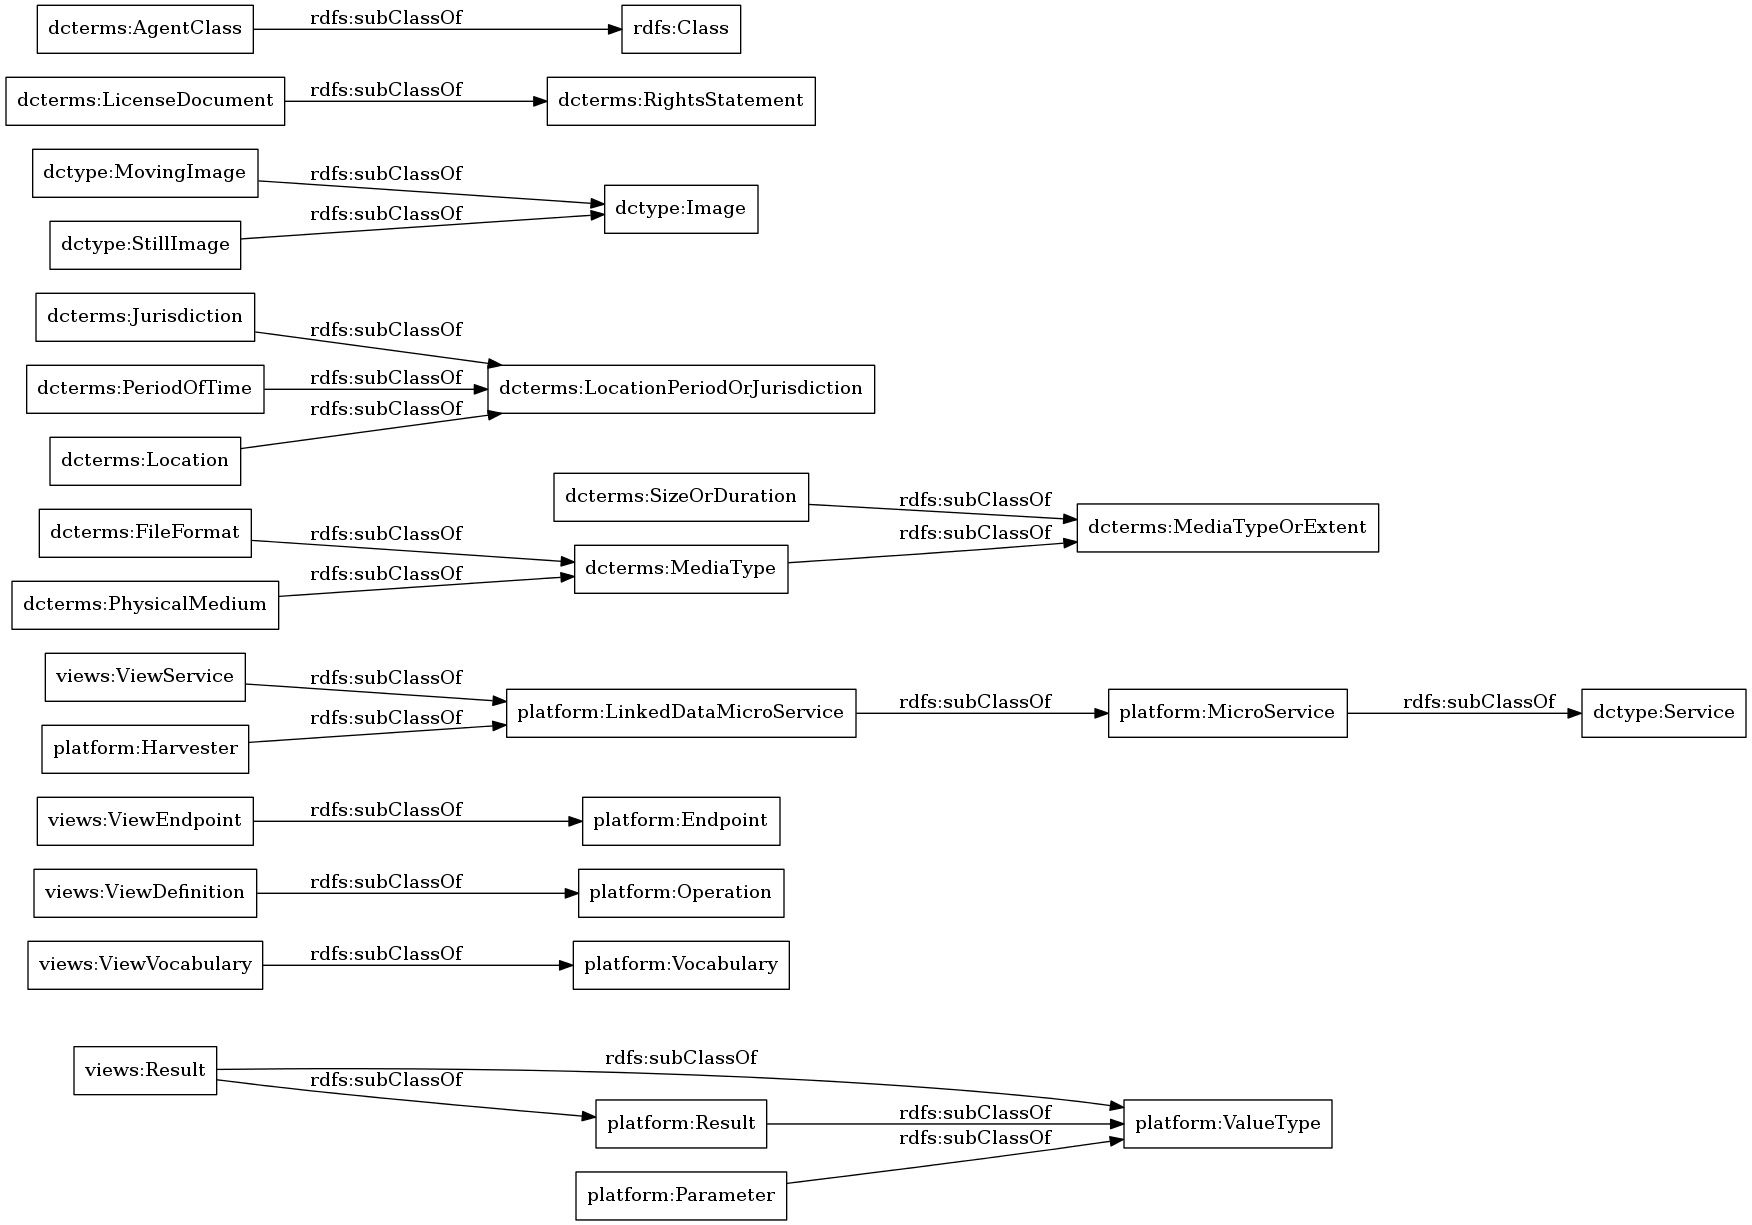 dcterms:AgentClass
rdfs:subClassOf
rdfs:Class
dcterms:LicenseDocument
rdfs:subClassOf
dcterms:RightsStatement
dctype:MovingImage
rdfs:subClassOf
dctype:StillImage
rdfs:subClassOf
dctype:Image
dcterms:Jurisdiction
rdfs:subClassOf
dcterms:PeriodOfTime
rdfs:subClassOf
dcterms:Location
rdfs:subClassOf
dcterms:LocationPeriodOrJurisdiction
dcterms:SizeOrDuration
rdfs:subClassOf
dcterms:FileFormat
rdfs:subClassOf
dcterms:PhysicalMedium
rdfs:subClassOf
dcterms:MediaType
rdfs:subClassOf
dcterms:MediaTypeOrExtent
views:ViewService
rdfs:subClassOf
platform:Harvester
rdfs:subClassOf
platform:LinkedDataMicroService
rdfs:subClassOf
platform:MicroService
rdfs:subClassOf
dctype:Service
views:ViewEndpoint
rdfs:subClassOf
platform:Endpoint
views:ViewDefinition
rdfs:subClassOf
platform:Operation
views:ViewVocabulary
rdfs:subClassOf
platform:Vocabulary
views:Result
rdfs:subClassOf
rdfs:subClassOf
platform:Result
rdfs:subClassOf
platform:Parameter
rdfs:subClassOf
platform:ValueType